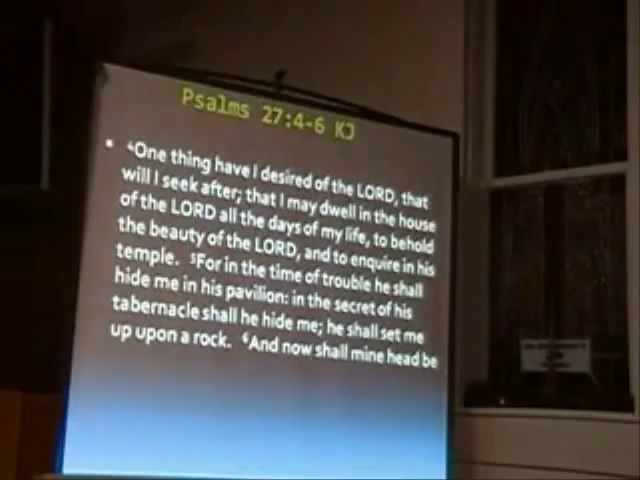 Psalms 27:4-6 KJ
• ⁴One thing have I desired of the LORD, that
will I seek after; that I may dwell in the house
of the LORD all the days of my life, to behold
the beauty of the LORD, and to enquire in his
temple. ⁵For in the time of trouble he shall
hide me in his pavilion: in the secret of his
tabernacle shall he hide me; he shall set me
up upon a rock. ⁶And now shall mine head be